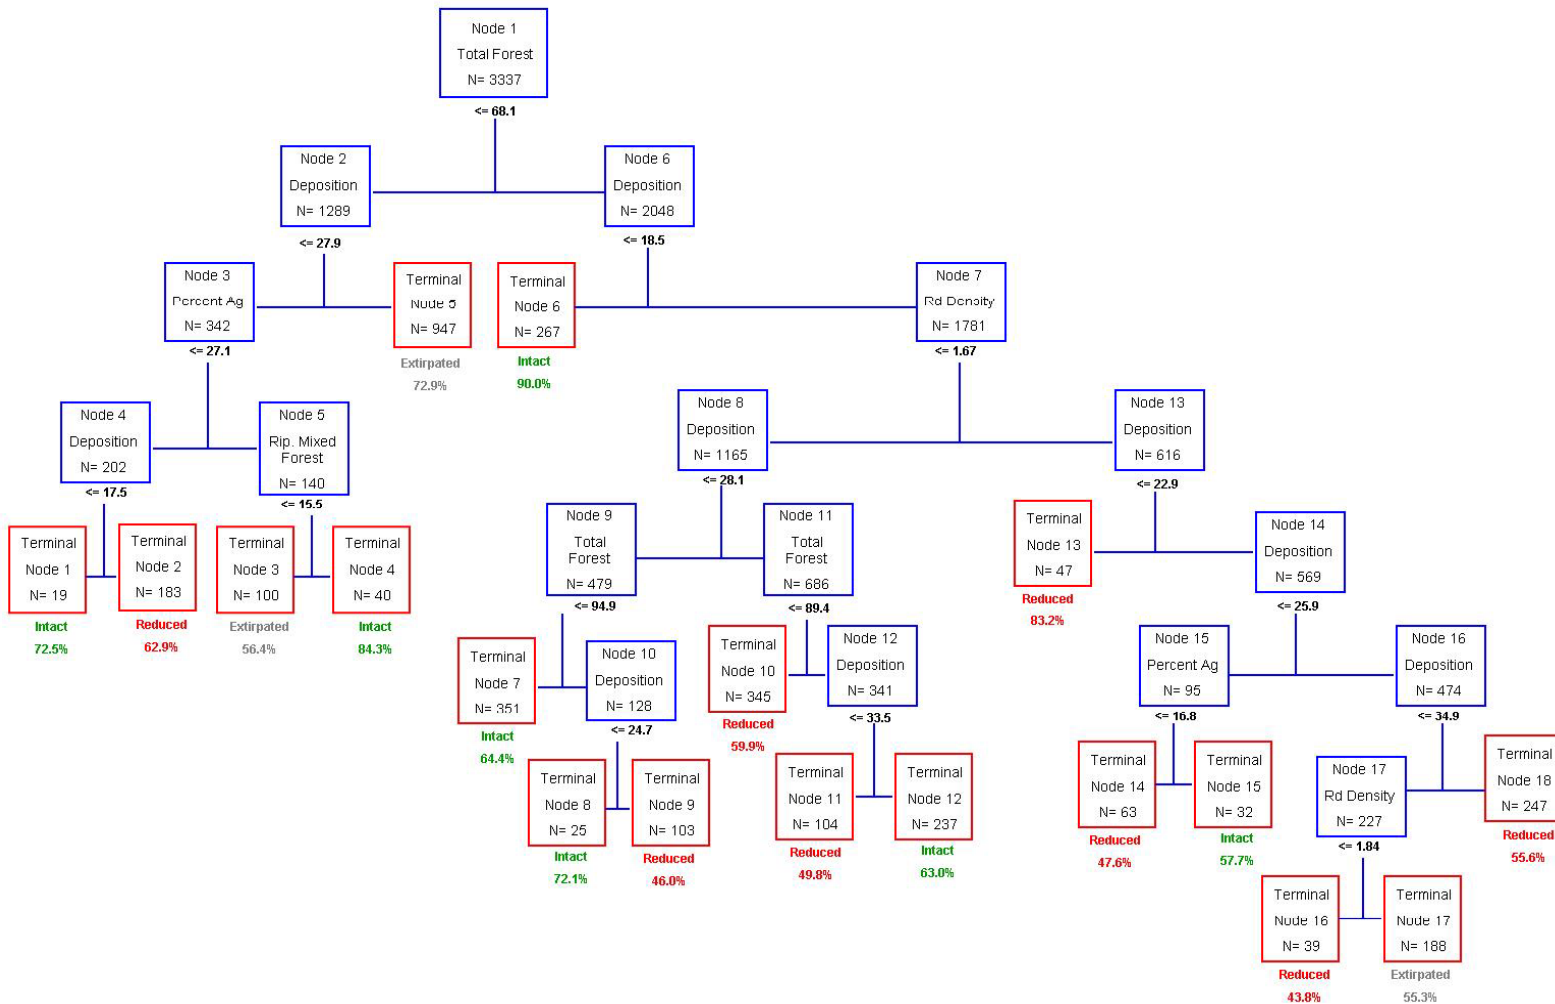 Node 1
Total Forest
N= 3337
<= 68.1
Node 2
Deposition
N= 1289
<= 27.9
Node 6
Deposition
N= 2048
<= 18.5
Node 3
Percent Ag
N= 342
<= 27.1
Terminal
Node 5
N= 947
Extirpated
72.9%
Terminal
Node 6
N= 267
Intact
90.0%
Node 7
Rd Density
N= 1781
<= 1.67
Node 4
Deposition
N= 202
<= 17.5
Node 5
Rip. Mixed
Forest
N= 140
<= 15.5
Node 8
Deposition
N= 1165
<= 28.1
Node 13
Deposition
N= 616
<= 22.9
Terminal
Node 1
N= 19
Intact
72.5%
Terminal
Node 2
N= 183
Reduced
62.9%
Terminal
Node 3
N= 100
Extirpated
56.4%
Terminal
Node 4
N= 40
Intact
84.3%
Node 9
Total
Forest
N= 479
<= 94.9
Node 11
Total
Forest
N= 686
<= 89.4
Terminal
Node 13
N= 47
Reduced
83.2%
Node 14
Deposition
N= 569
<= 25.9
Terminal
Node 7
N= 351
Intact
64.4%
Node 10
Deposition
N= 128
<= 24.7
Terminal
Node 10
N= 345
Reduced
59.9%
Node 12
Deposition
N= 341
<= 33.5
Node 15
Percent Ag
N= 95
<= 16.8
Node 16
Deposition
N= 474
<= 34.9
Terminal
Node 8
N= 25
Intact
72.1%
Terminal
Node 9
N= 103
Reduced
46.0%
Terminal
Node 11
N= 104
Reduced
49.8%
Terminal
Node 12
N= 237
Intact
63.0%
Terminal
Node 14
N= 63
Reduced
47.6%
Terminal
Node 15
N= 32
Intact
57.7%
Node 17
Rd Density
N= 227
<= 1.84
Terminal
Node 18
N= 247
Reduced
55.6%
Terminal
Node 16
N= 39
Reduced
43.8%
Terminal
Node 17
N= 188
Extirpated
55.3%